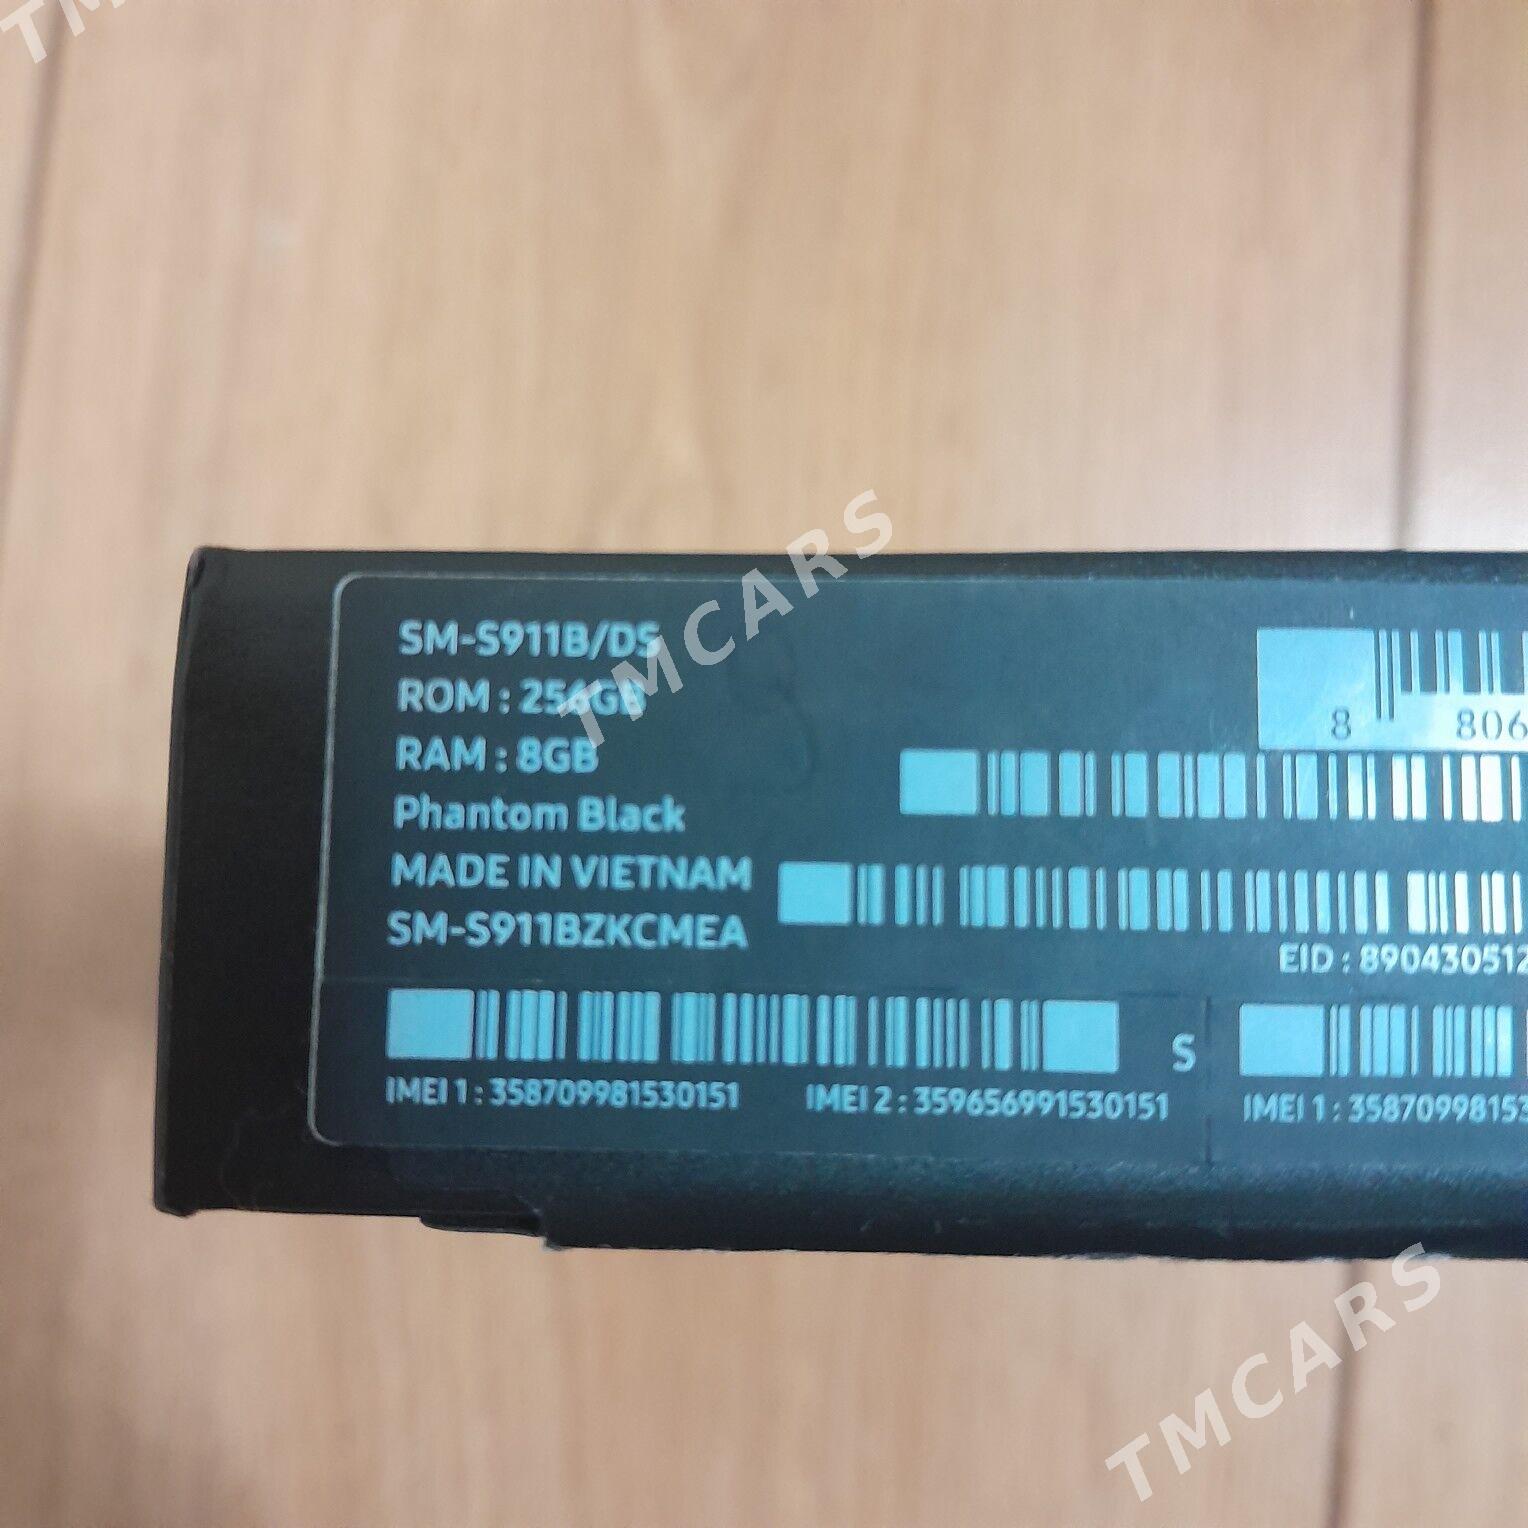 SM-S911B/DS
ROM : 256GB
RAM : 8GB
Phantom Black
MADE IN VIETNAM
SM-S911BZKCMEA
8 806
EID : 890430512
S
IMEI 1 : 358709981530151 IMEI 2 : 359656991530151
IMEI 1 : 35870998153
TMCARS
TMCARS
TM